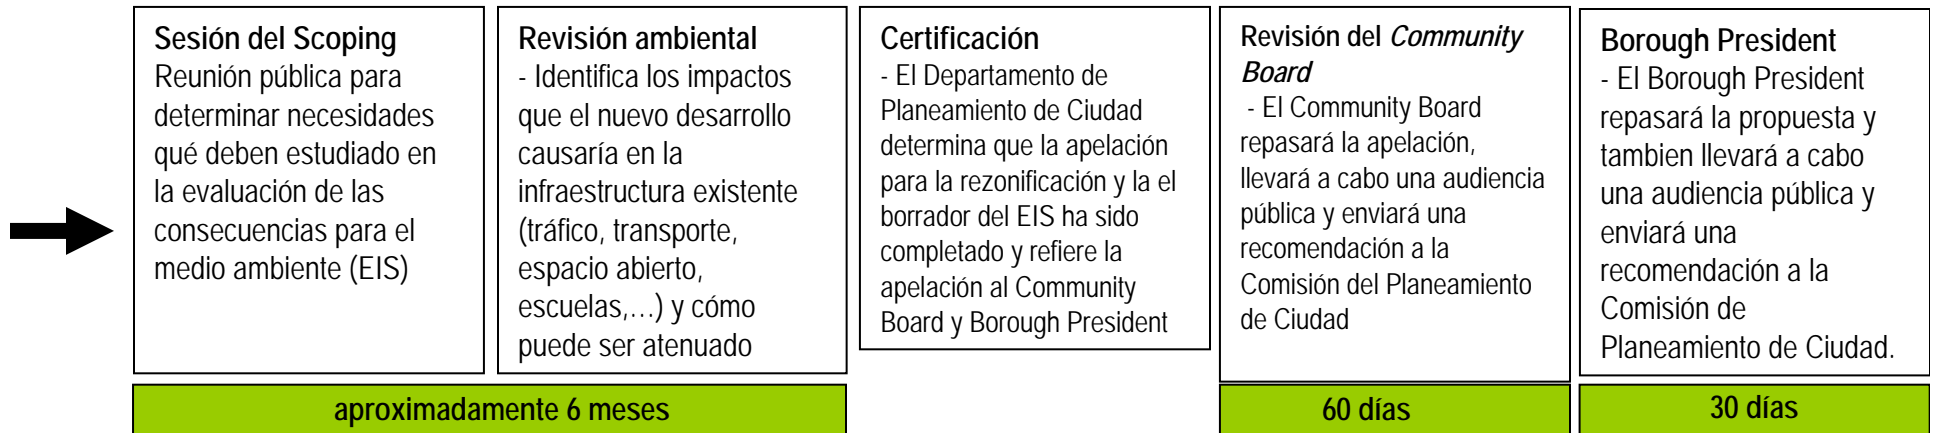 Sesión del Scoping
Reunión pública para
determinar necesidades
qué deben estudiado en
la evaluación de las
consecuencias para el
medio ambiente (EIS)
Revisión ambiental
- Identifica los impactos
que el nuevo desarrollo
causaría en la
infraestructura existente
(tráfico, transporte,
espacio abierto,
escuelas,…) y cómo
puede ser atenuado
aproximadamente 6 meses
Certificación
- El Departamento de
Planeamiento de Ciudad
determina que la apelación
para la rezonificación y la el
borrador del EIS ha sido
completado y refiere la
apelación al Community
Board y Borough President
Revisión del Community
Board
- El Community Board
repasará la apelación,
llevará a cabo una audiencia
pública y enviará una
recomendación a la
Comisión del Planeamiento
de Ciudad
60 días
Borough President
- El Borough President
repasará la propuesta y
tambien llevará a cabo
una audiencia pública y
enviará una
recomendación a la
Comisión de
Planeamiento de Ciudad.
30 días